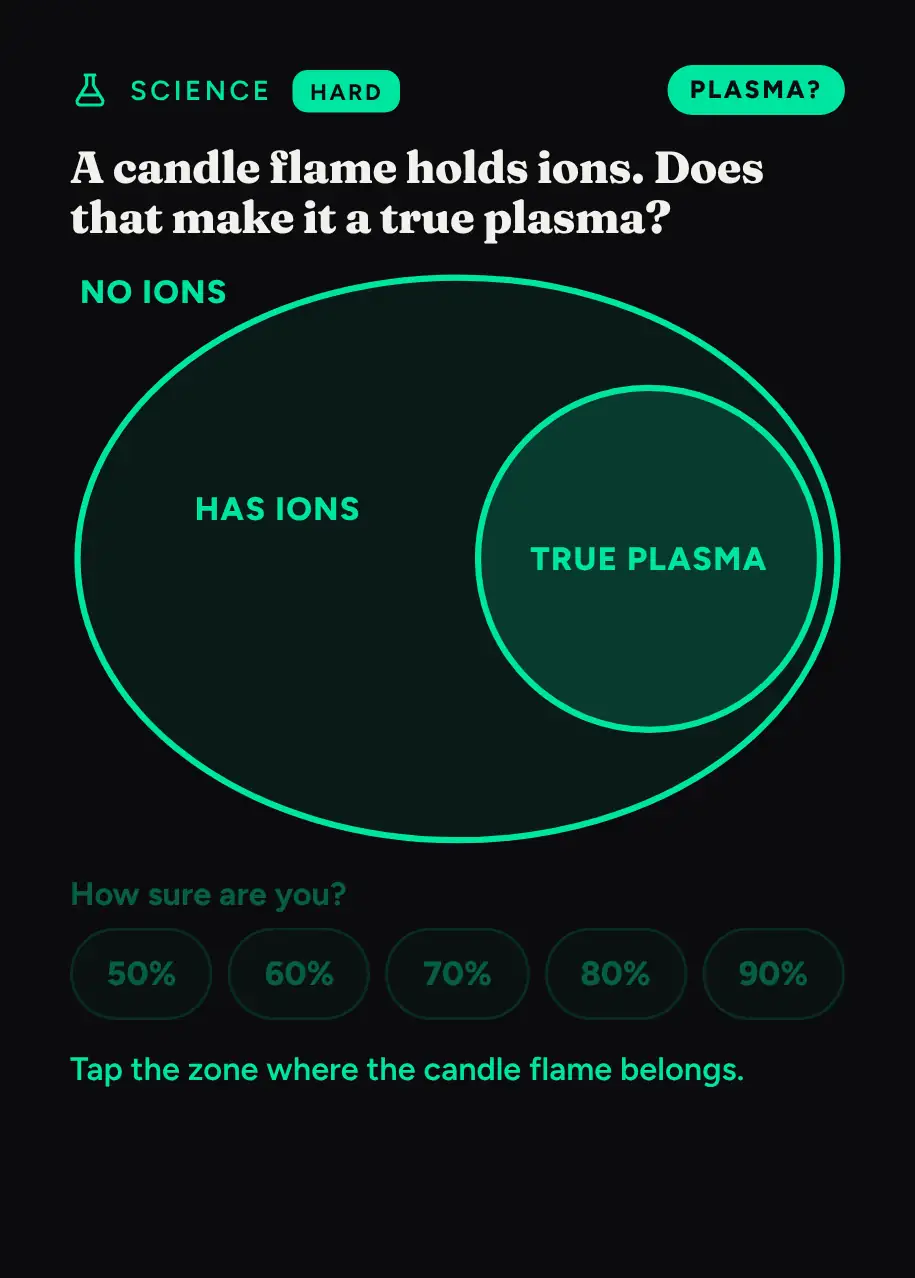 SCIENCE HARD PLASMA?
A candle flame holds ions. Does
that make it a true plasma?
NO IONS
HAS IONS
TRUE PLASMA
How sure are you?
50% 60% 70% 80% 90%
Tap the zone where the candle flame belongs.